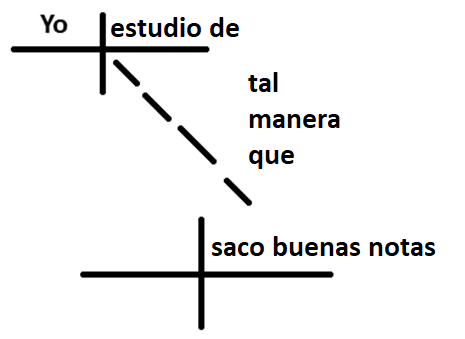 Yo estudio de
tal
manera
que
saco buenas notas